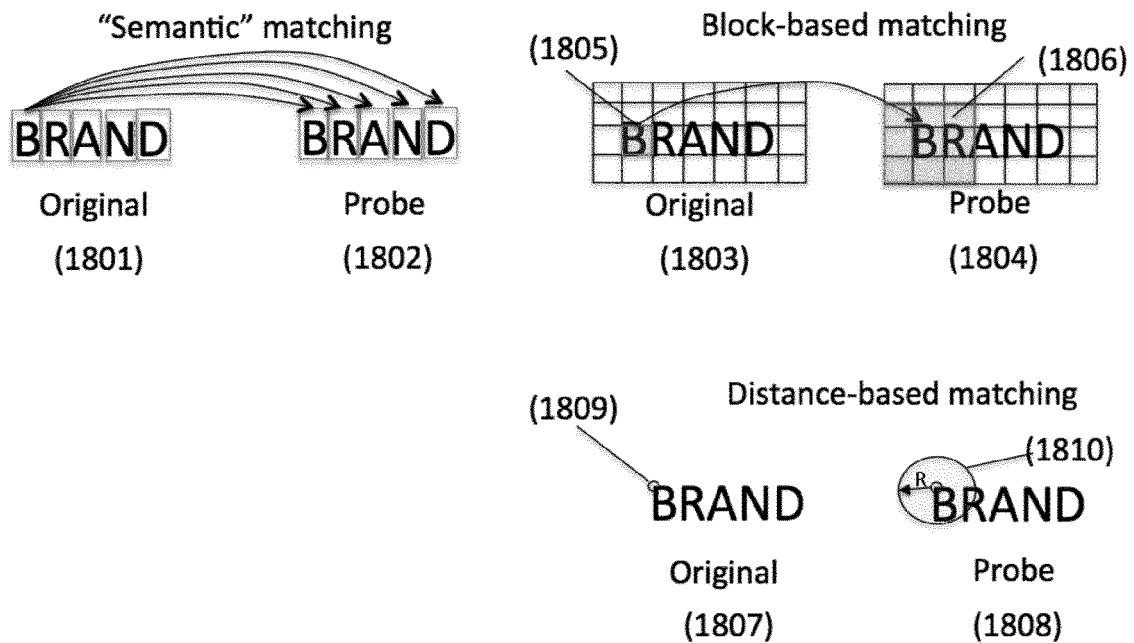 “Semantic” matching
BRAND
BRAND
Original
Probe
(1801)
(1802)
Block-based matching
(1805)
(1806)
BRAND
BRAND
Original
Probe
(1803)
(1804)
Distance-based matching
(1809)
(1810)
R
BRAND
BRAND
Original
Probe
(1807)
(1808)